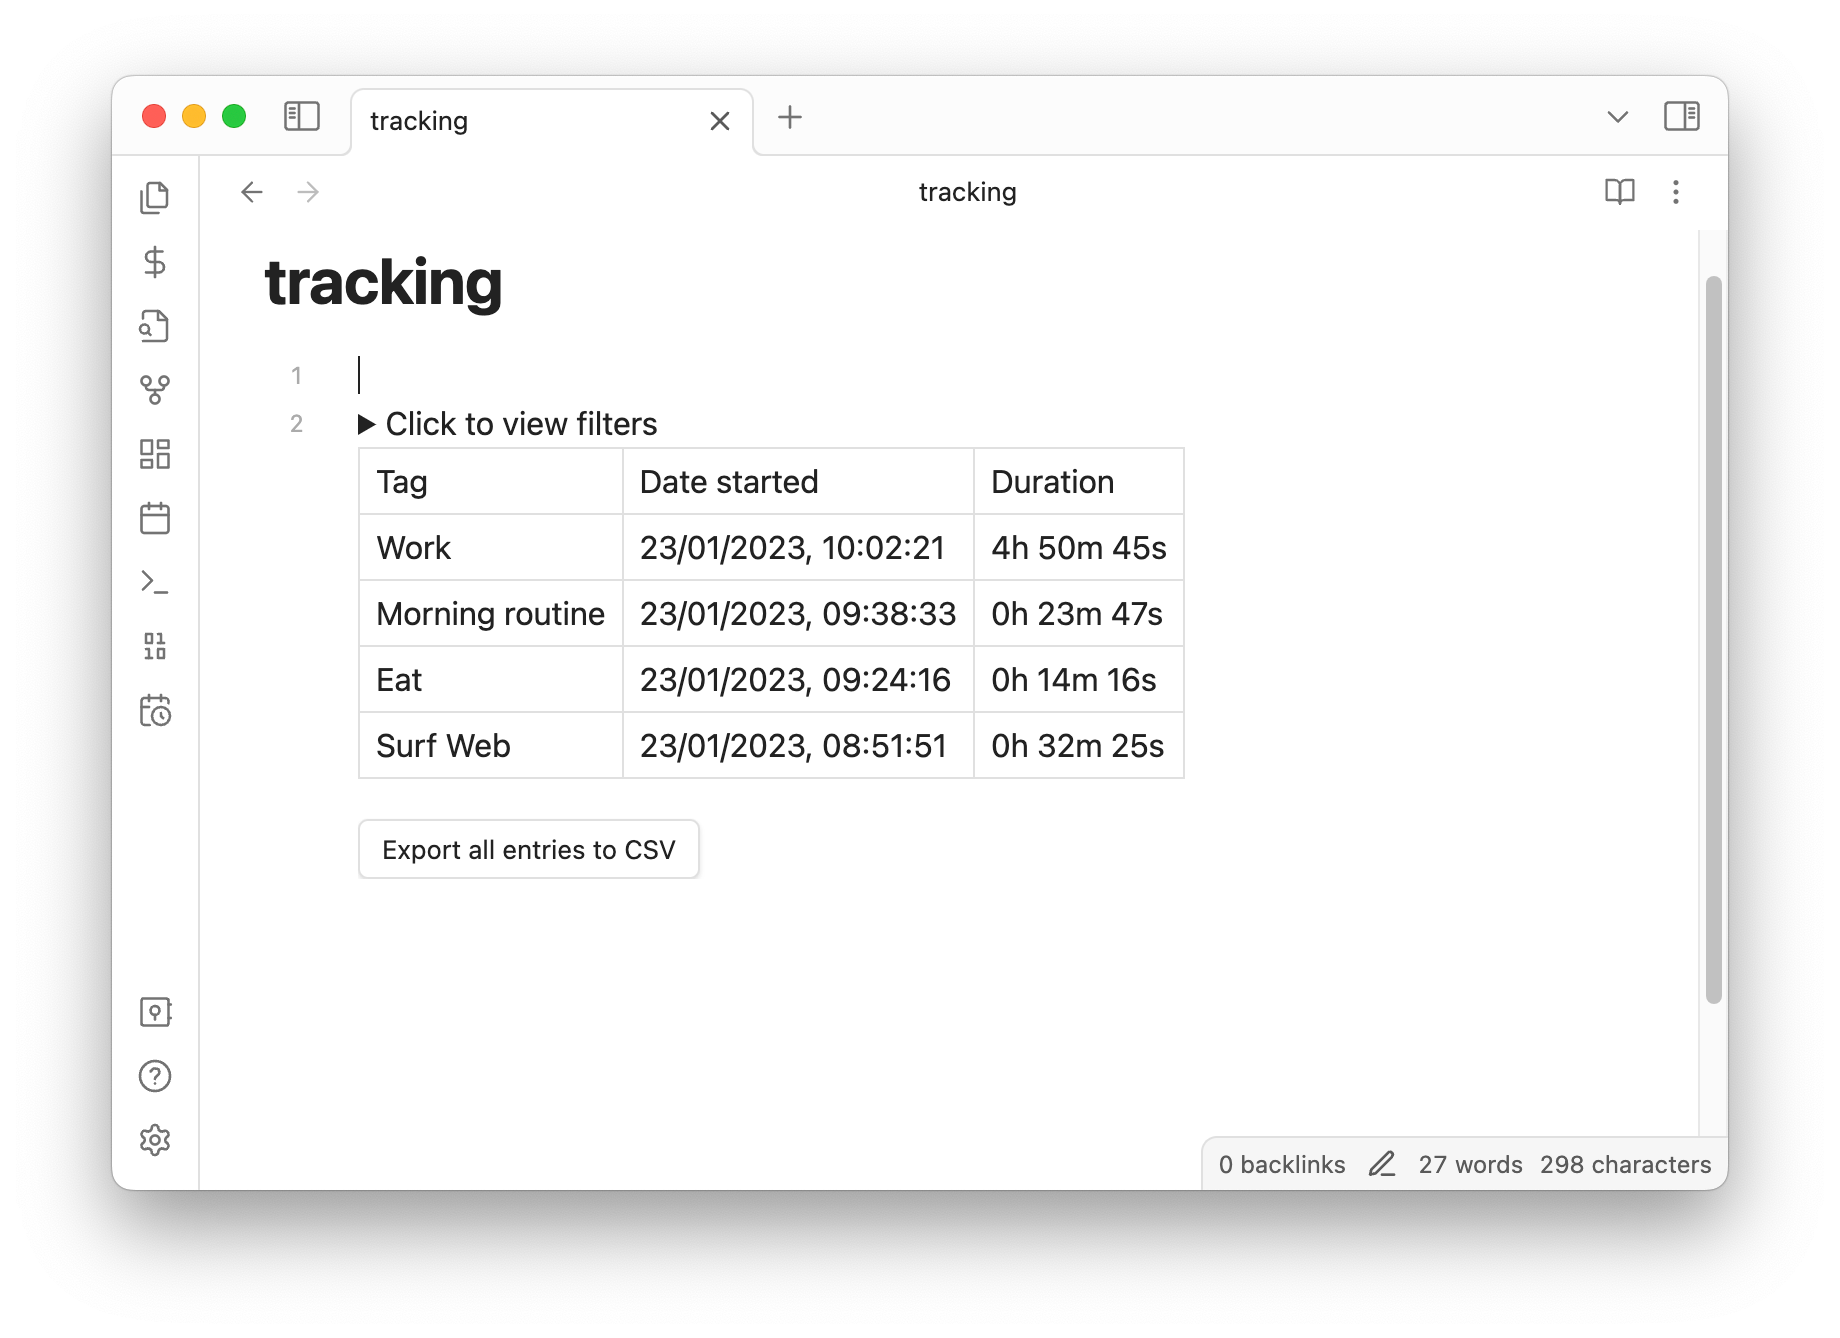 tracking
tracking
tracking
1
2 Click to view filters
Tag Date started Duration
Work 23/01/2023, 10:02:21 4h 50m 45s
Morning routine 23/01/2023, 09:38:33 0h 23m 47s
Eat 23/01/2023, 09:24:16 0h 14m 16s
Surf Web 23/01/2023, 08:51:51 0h 32m 25s
Export all entries to CSV
0 backlinks 27 words 298 characters